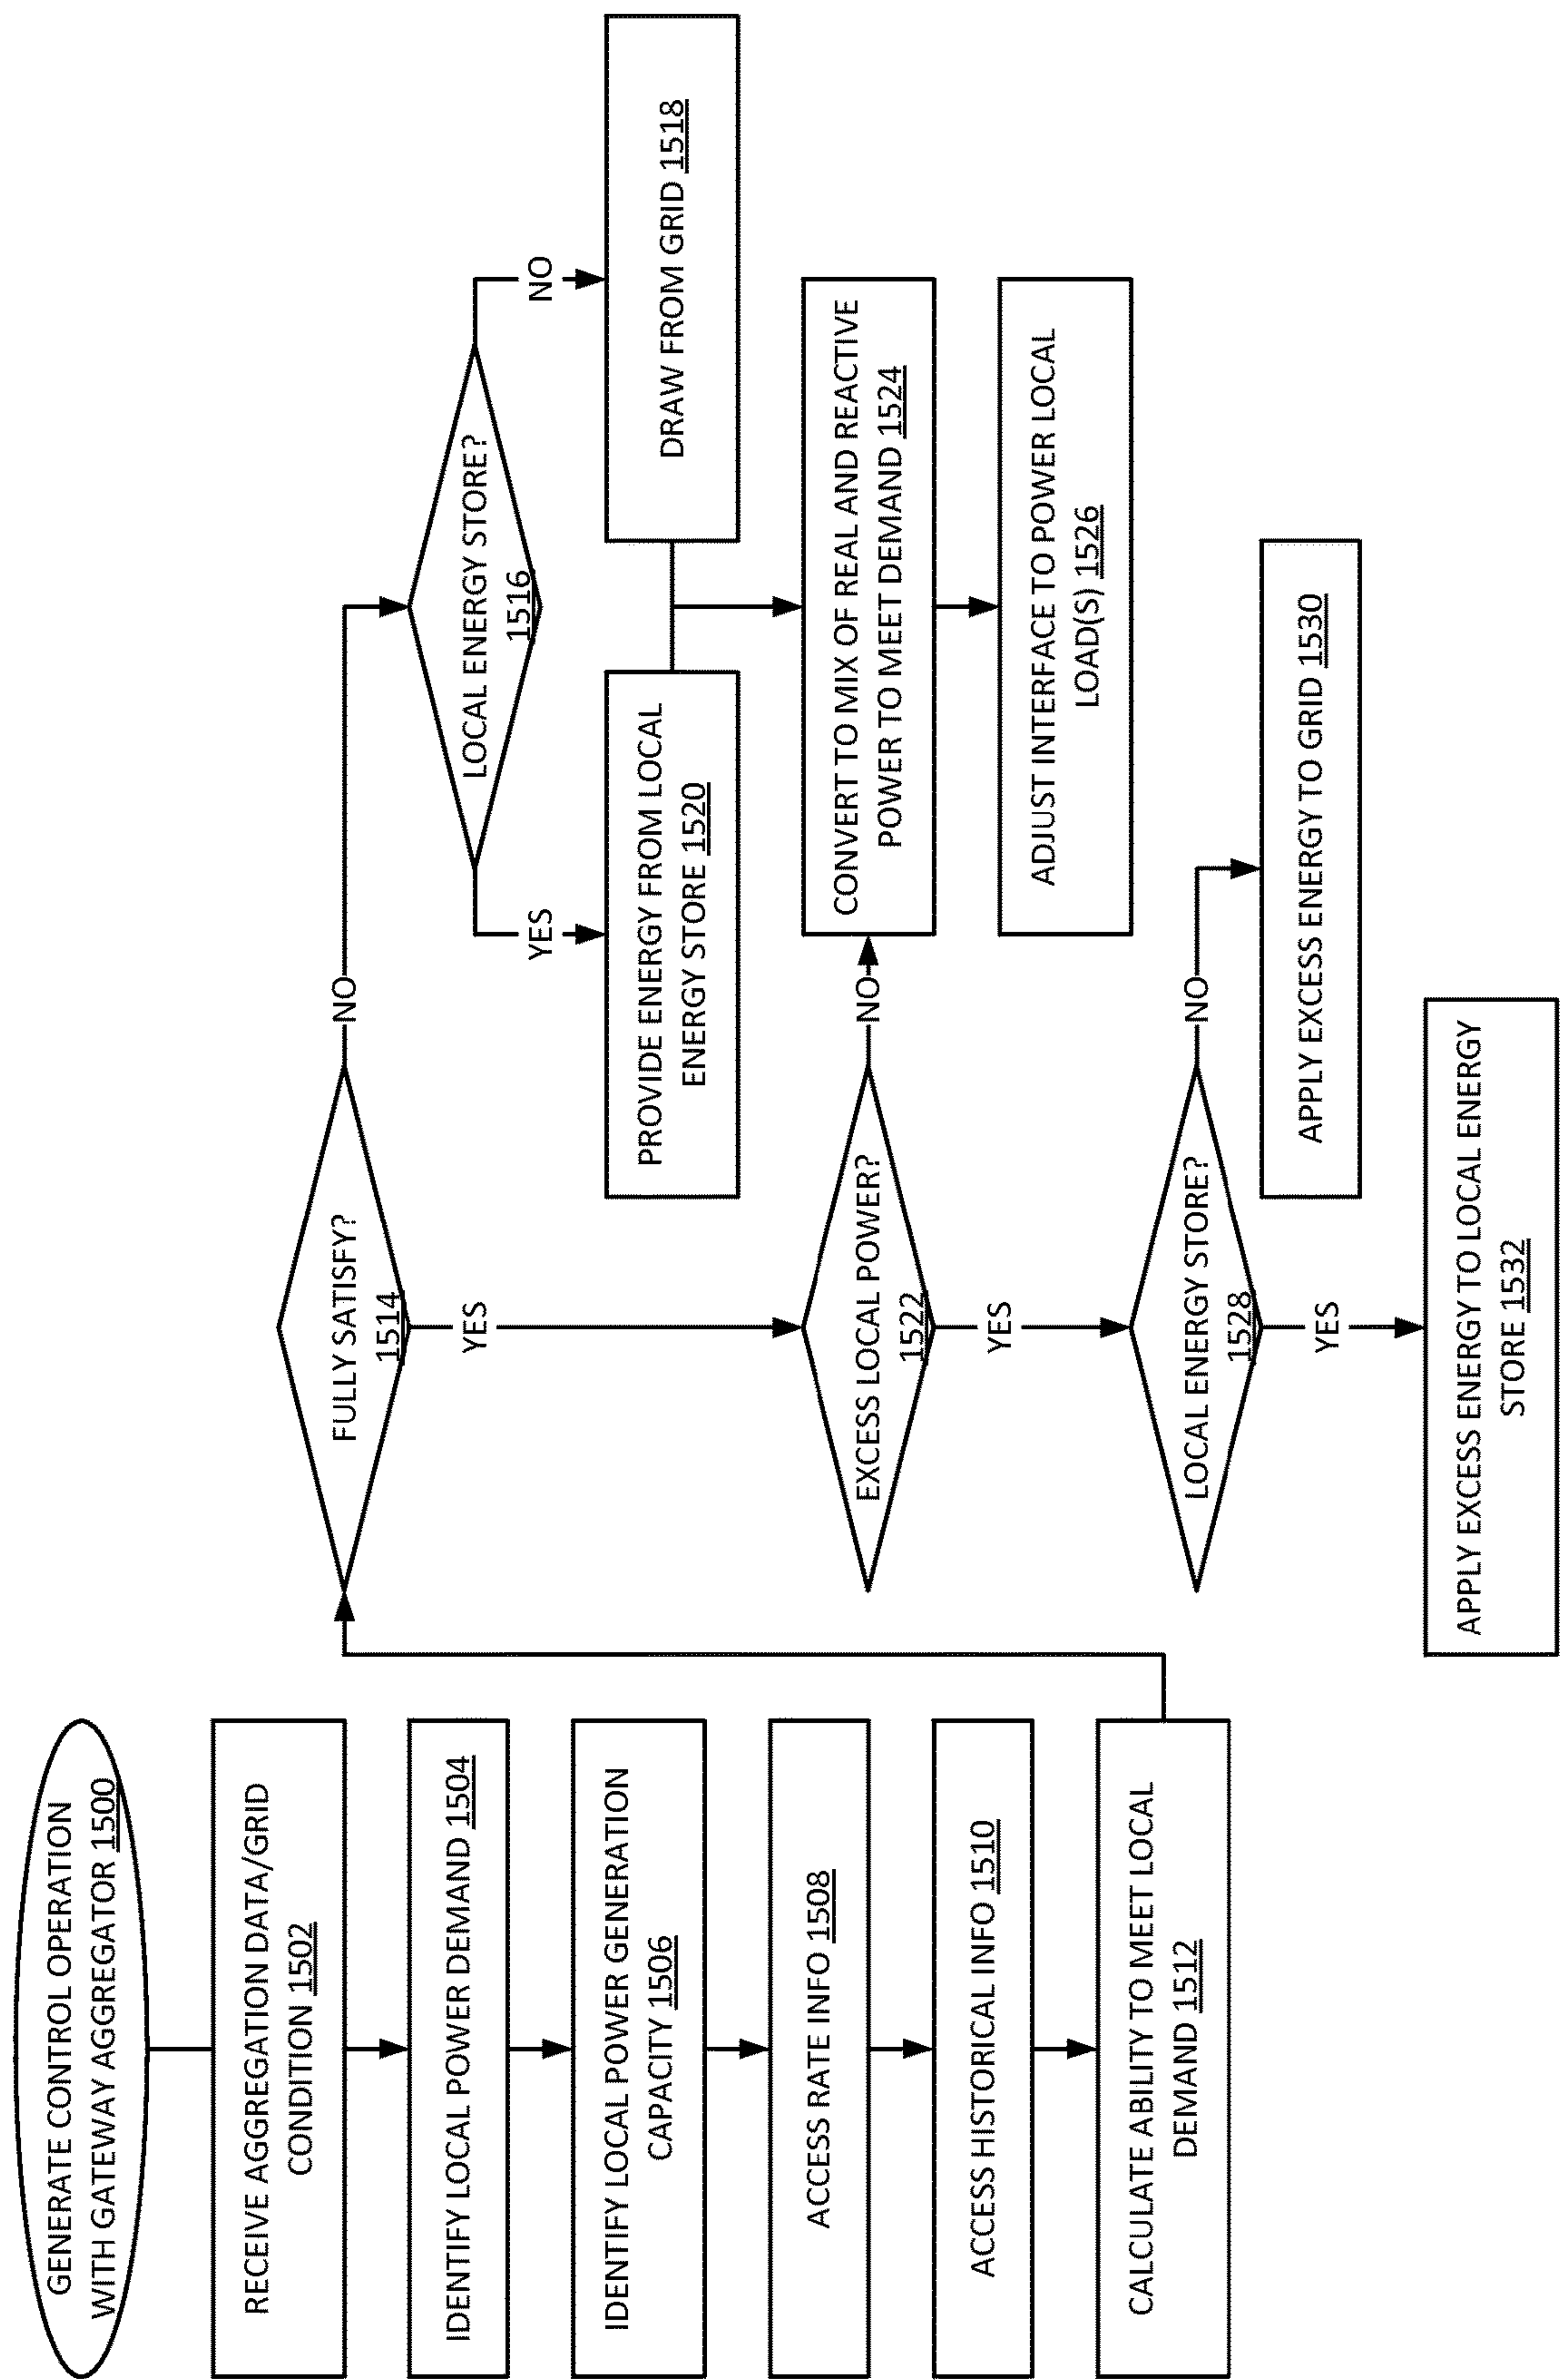 GENERATE CONTROL OPERATION
WITH GATEWAY AGGREGATOR 1500
RECEIVE AGGREGATION DATA/GRID
CONDITION 1502
IDENTIFY LOCAL POWER DEMAND 1504
IDENTIFY LOCAL POWER GENERATION
CAPACITY 1506
ACCESS RATE INFO 1508
ACCESS HISTORICAL INFO 1510
CALCULATE ABILITY TO MEET LOCAL
DEMAND 1512
FULLY SATISFY?
1514
NO
YES
LOCAL ENERGY STORE?
1516
YES
NO
PROVIDE ENERGY FROM LOCAL
ENERGY STORE 1520
DRAW FROM GRID 1518
EXCESS LOCAL POWER?
1522
NO
YES
CONVERT TO MIX OF REAL AND REACTIVE
POWER TO MEET DEMAND 1524
ADJUST INTERFACE TO POWER LOCAL
LOAD(S) 1526
LOCAL ENERGY STORE?
1528
NO
YES
APPLY EXCESS ENERGY TO GRID 1530
APPLY EXCESS ENERGY TO LOCAL ENERGY
STORE 1532